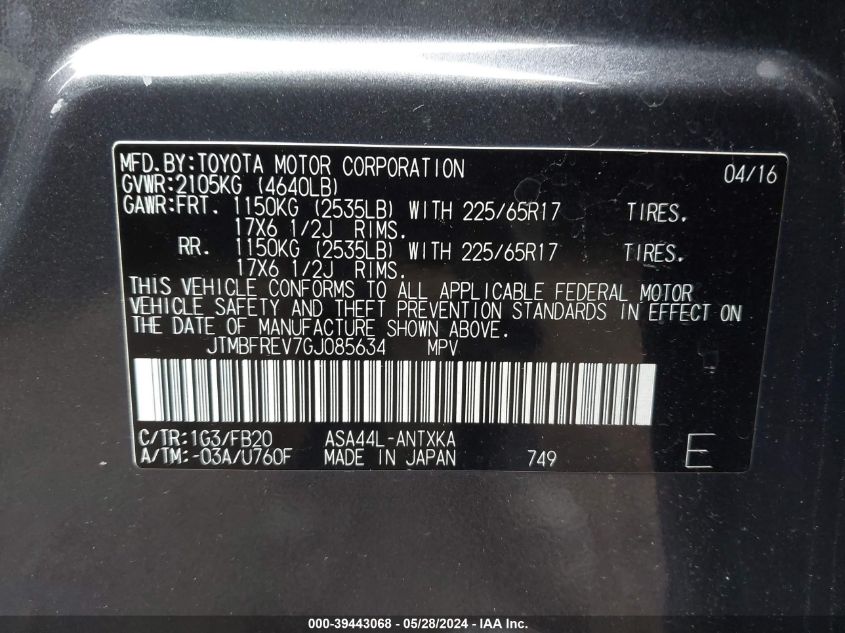 MFD.BY:TOYOTA MOTOR CORPORATION 04/16
GVWR:2105KG (4640LB)
GAWR:FRT. 1150KG (2535LB) WITH 225/65R17 TIRES.
17X6 1/2J RIMS.
RR. 1150KG (2535LB) WITH 225/65R17 TIRES.
17X6 1/2J RIMS.
THIS VEHICLE CONFORMS TO ALL APPLICABLE FEDERAL MOTOR
VEHICLE SAFETY AND THEFT PREVENTION STANDARDS IN EFFECT ON
THE DATE OF MANUFACTURE SHOWN ABOVE.
JTMBFREV7GJ085634 MPV
C/TR:1G3/FB20 ASA44L-ANTXKA
A/TM:-03A/U760F MADE IN JAPAN 749 E
000-39443068 - 05/28/2024 - IAA Inc.